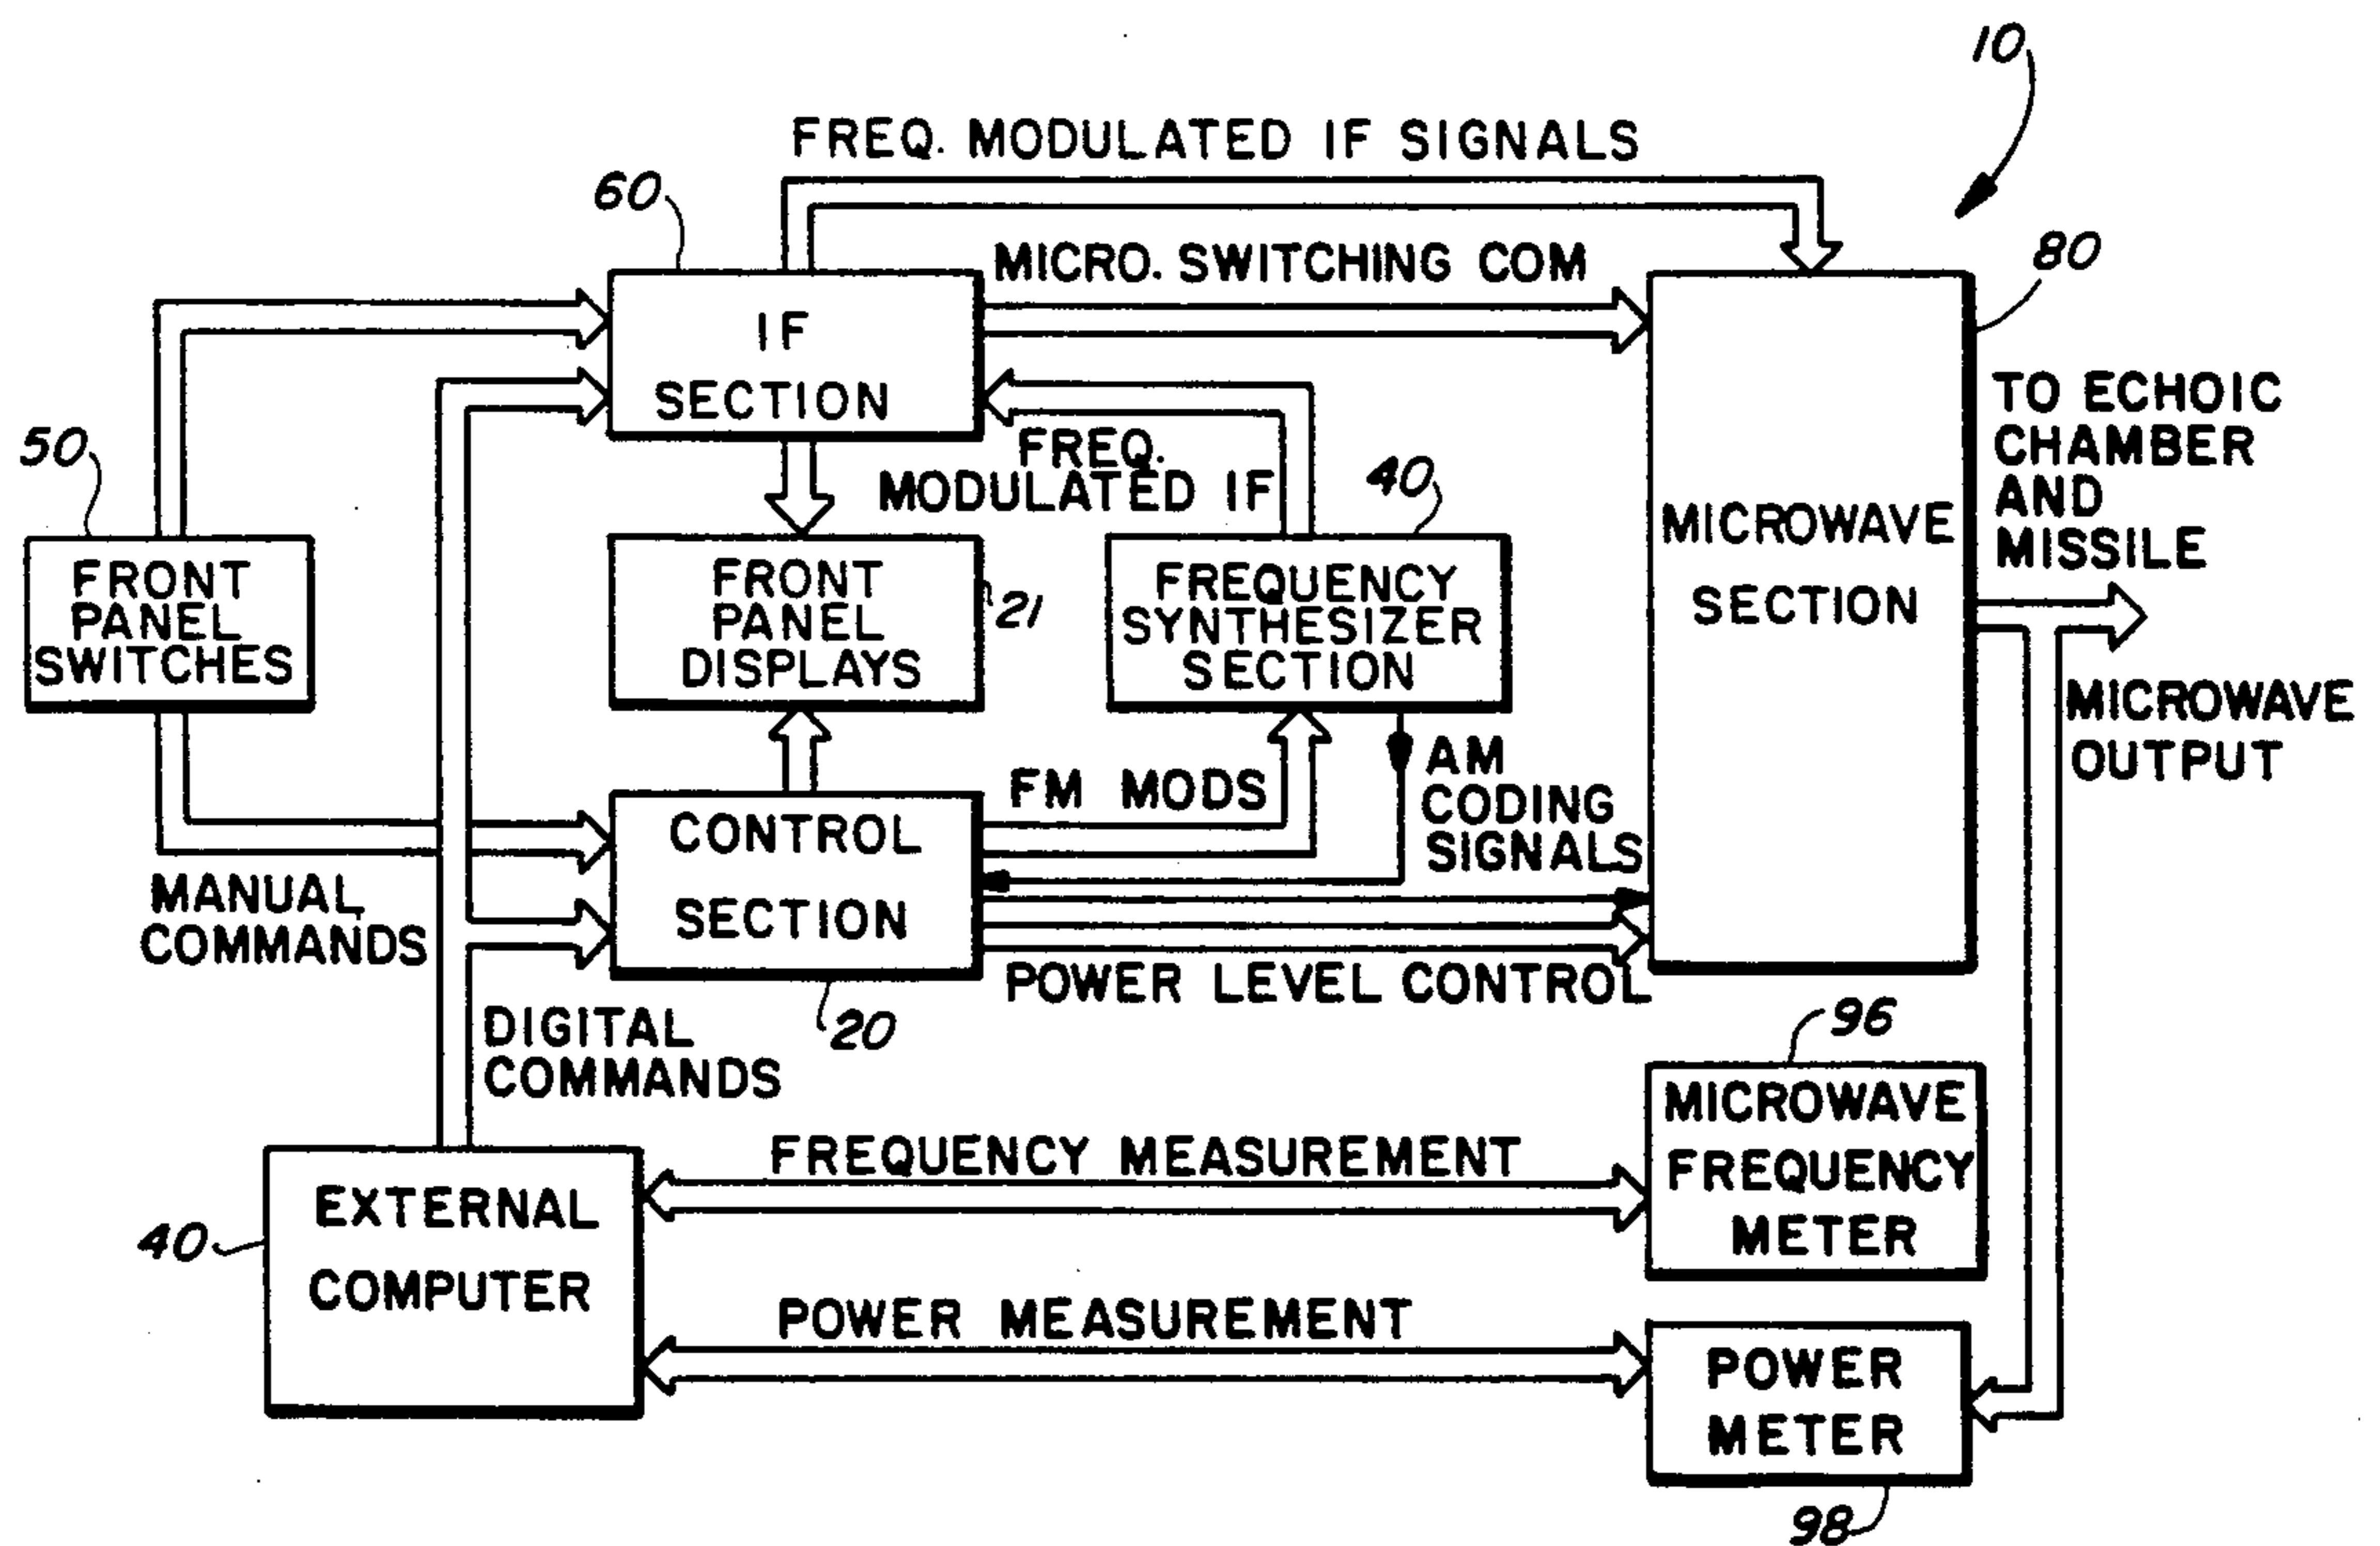 10
FREQ. MODULATED IF SIGNALS
60
MICRO. SWITCHING COM
80
IF
SECTION
TO ECHOIC
CHAMBER
AND
MISSILE
50
FREQ.
MODULATED IF
40
MICROWAVE
SECTION
FRONT
PANEL
SWITCHES
FRONT
PANEL
DISPLAYS
21
FREQUENCY
SYNTHESIZER
SECTION
MICROWAVE
OUTPUT
FM MODS
AM
CODING
SIGNALS
CONTROL
SECTION
MANUAL
COMMANDS
POWER LEVEL CONTROL
20
DIGITAL
COMMANDS
96
MICROWAVE
FREQUENCY
METER
FREQUENCY MEASUREMENT
EXTERNAL
COMPUTER
40
POWER MEASUREMENT
POWER
METER
98